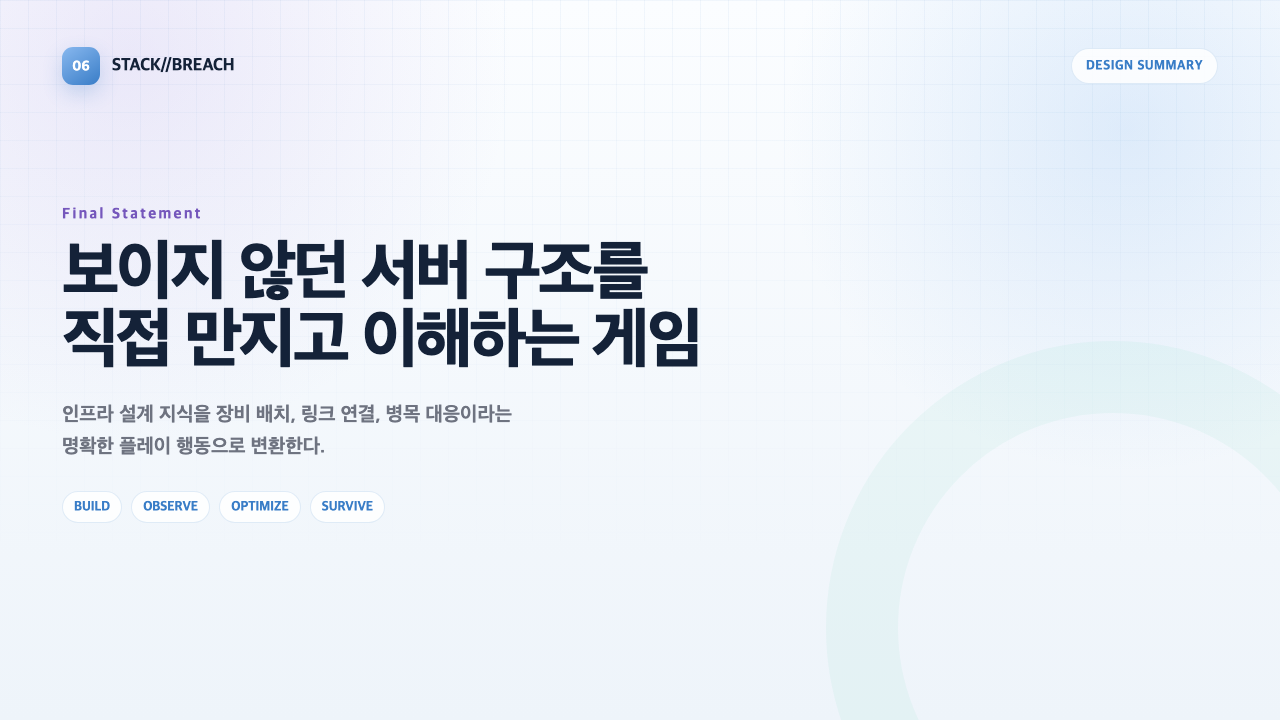 06
STACK//BREACH
DESIGN SUMMARY
Final Statement
보이지 않던 서버 구조를
직접 만지고 이해하는 게임
인프라 설계 지식을 장비 배치, 링크 연결, 병목 대응이라는
명확한 플레이 행동으로 변환한다.
BUILD
OBSERVE
OPTIMIZE
SURVIVE